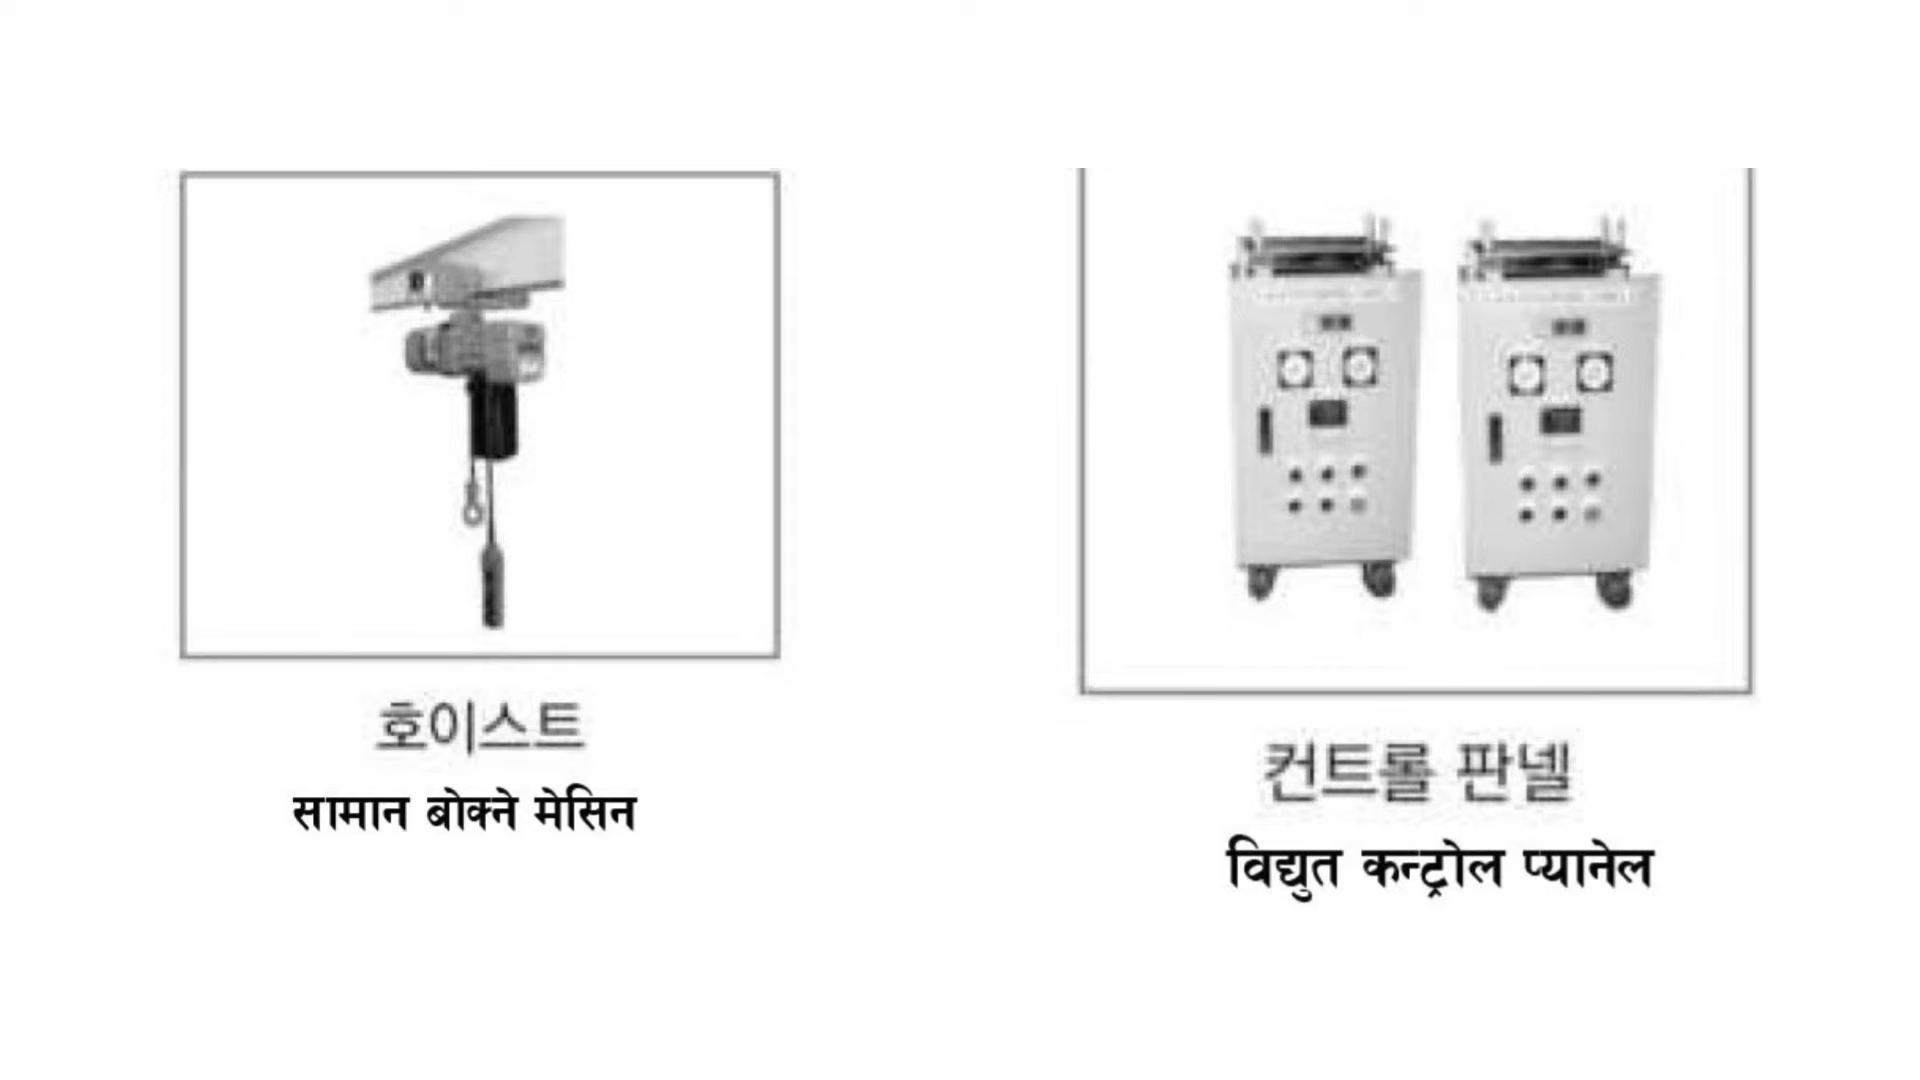 호이스트
सामान बोक्ने मेसिन
컨트롤 판넬
विद्युत कन्ट्रोल प्यानेल